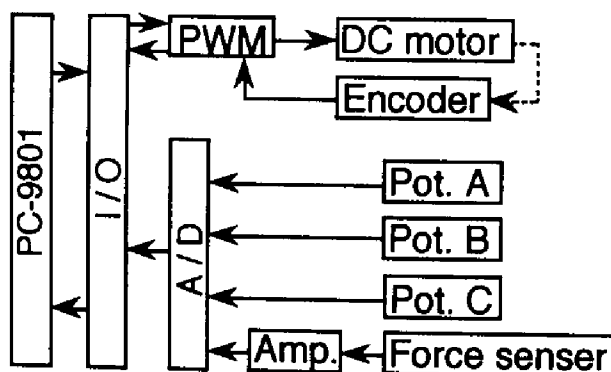 PC-9801
I/O
PWM
DC motor
Encoder
A/D
Pot. A
Pot. B
Pot. C
Amp.
Force senser